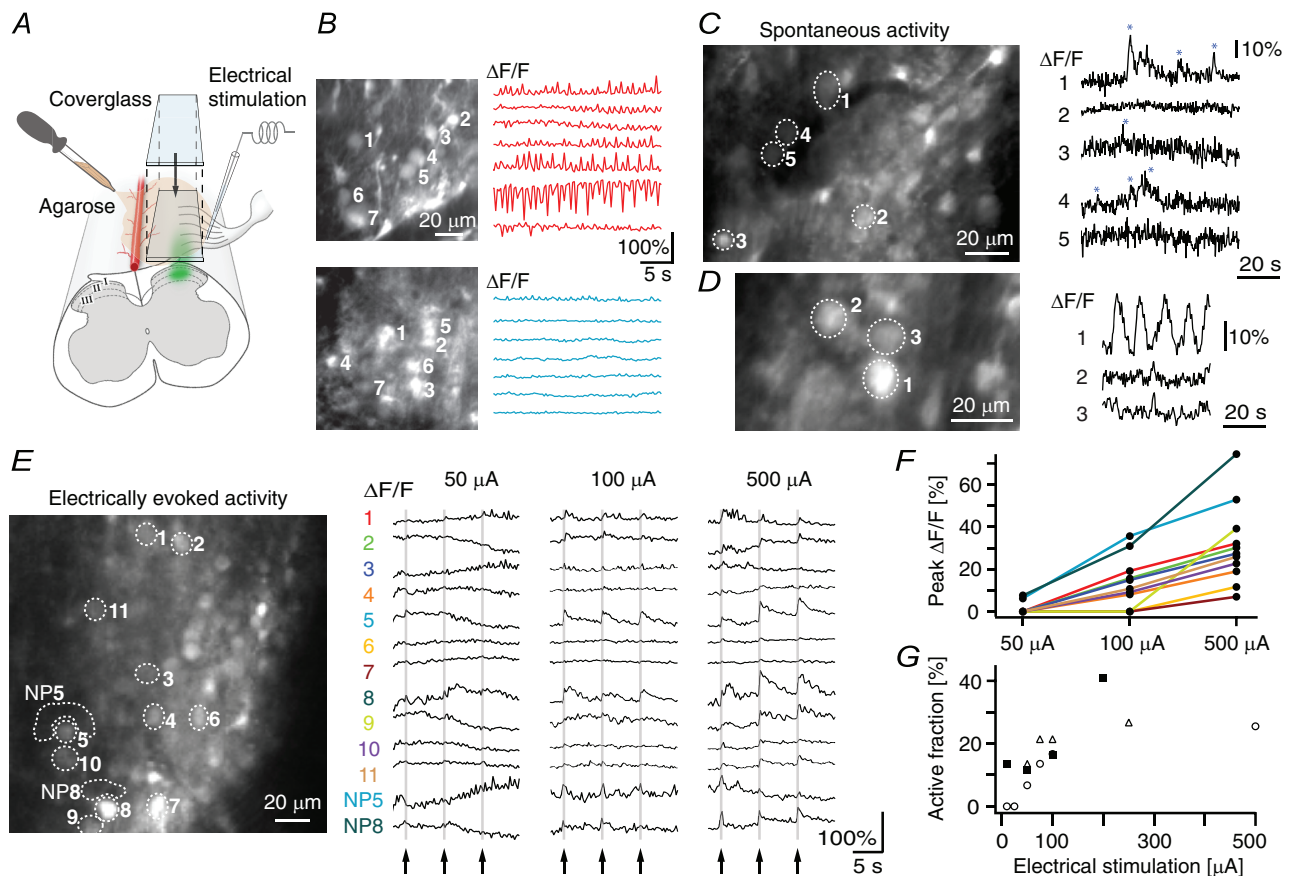 A
Coverglass
Electrical
stimulation
Agarose
I
II
III
B
ΔF/F
1
2
3
4
5
6
7
20 μm
100%
5 s
ΔF/F
1
5
2
4
6
7
3
C
Spontaneous activity
1
4
5
2
3
20 μm
ΔF/F
10%
1
2
3
4
5
20 s
*
*
*
*
*
*
*
D
2
3
1
20 μm
ΔF/F
1
2
3
10%
20 s
E
Electrically evoked activity
1
2
11
3
NP5
4
6
5
10
NP8
8
7
9
20 μm
ΔF/F
50 μA
100 μA
500 μA
1
2
3
4
5
6
7
8
9
10
11
NP5
NP8
100%
5 s
F
Peak ΔF/F [%]
60
40
20
0
50 μA
100 μA
500 μA
G
Active fraction [%]
40
20
0
0
100
300
500
Electrical stimulation [μA]